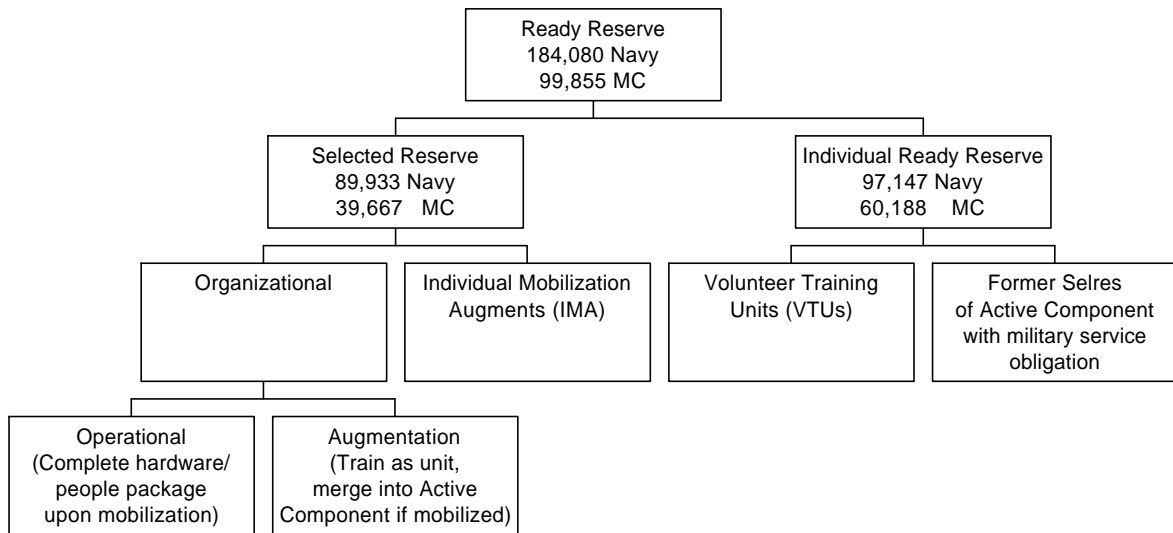 Ready Reserve
184,080 Navy
99,855 MC
Selected Reserve
89,933 Navy
39,667 MC
Individual Ready Reserve
97,147 Navy
60,188 MC
Organizational
Individual Mobilization
Augments (IMA)
Volunteer Training
Units (VTUs)
Former Selres
of Active Component
with military service
obligation
Operational
(Complete hardware/
people package
upon mobilization)
Augmentation
(Train as unit,
merge into Active
Component if mobilized)